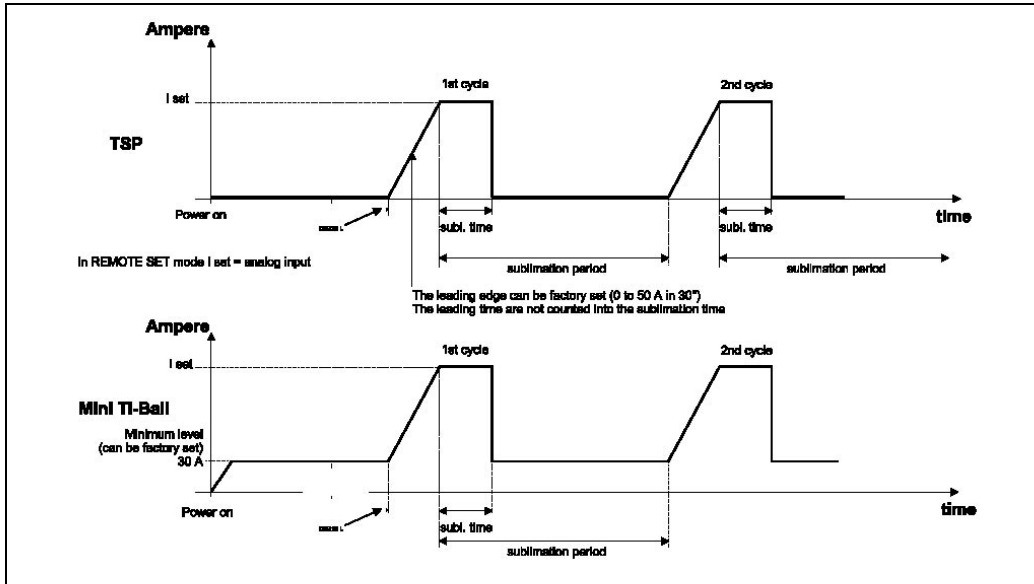 Ampere
1st cycle
2nd cycle
I set
TSP
Power on
time
subl. time
subl. time
In REMOTE SET mode I set = analog input
sublimation period
sublimation period
The leading edge can be factory set (0 to 50 A in 30")
The leading time are not counted into the sublimation time
Ampere
1st cycle
2nd cycle
I set
Mini Ti-Ball
Minimum level
(can be factory set)
30 A
Power on
time
subl. time
sublimation period